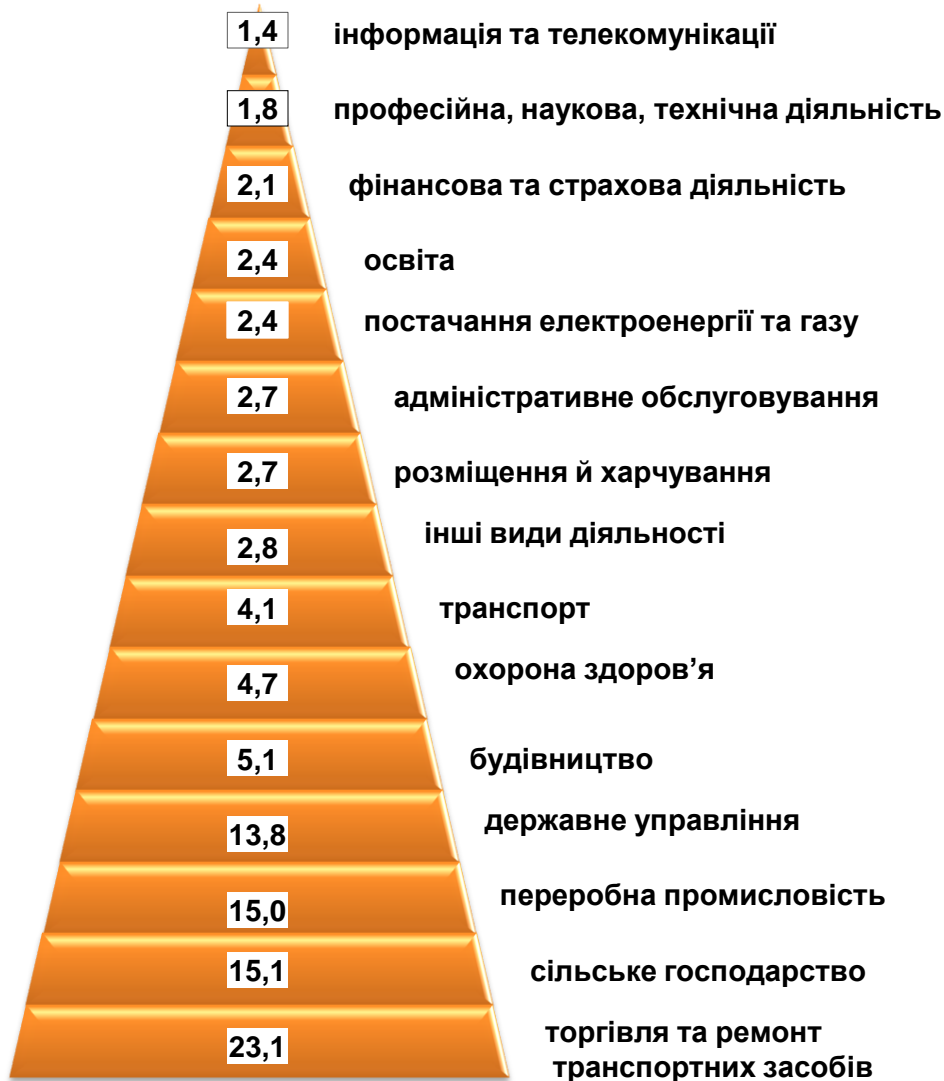 1,4 інформація та телекомунікації
1,8 професійна, наукова, технічна діяльність
2,1 фінансова та страхова діяльність
2,4 освіта
2,4 постачання електроенергії та газу
2,7 адміністративне обслуговування
2,7 розміщення й харчування
2,8 інші види діяльності
4,1 транспорт
4,7 охорона здоров’я
5,1 будівництво
13,8 державне управління
15,0 переробна промисловість
15,1 сільське господарство
23,1 торгівля та ремонт
транспортних засобів